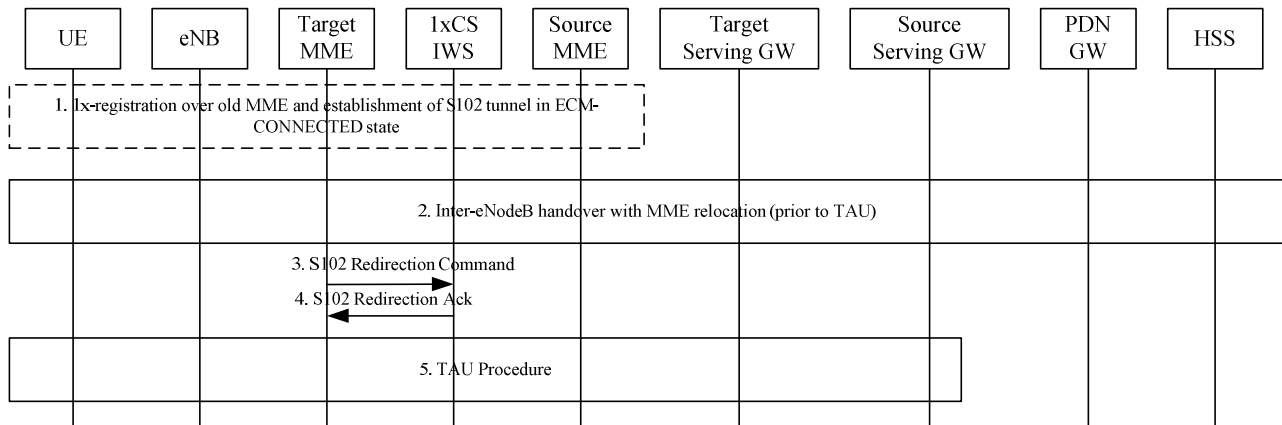 UE
eNB
Target
MME
1xCS
IWS
Source
MME
Target
Serving GW
Source
Serving GW
PDN
GW
HSS
1. 1x-registration over old MME and establishment of S102 tunnel in ECM-
CONNECTED state
2. Inter-eNodeB handover with MME relocation (prior to TAU)
3. S102 Redirection Command
4. S102 Redirection Ack
5. TAU Procedure